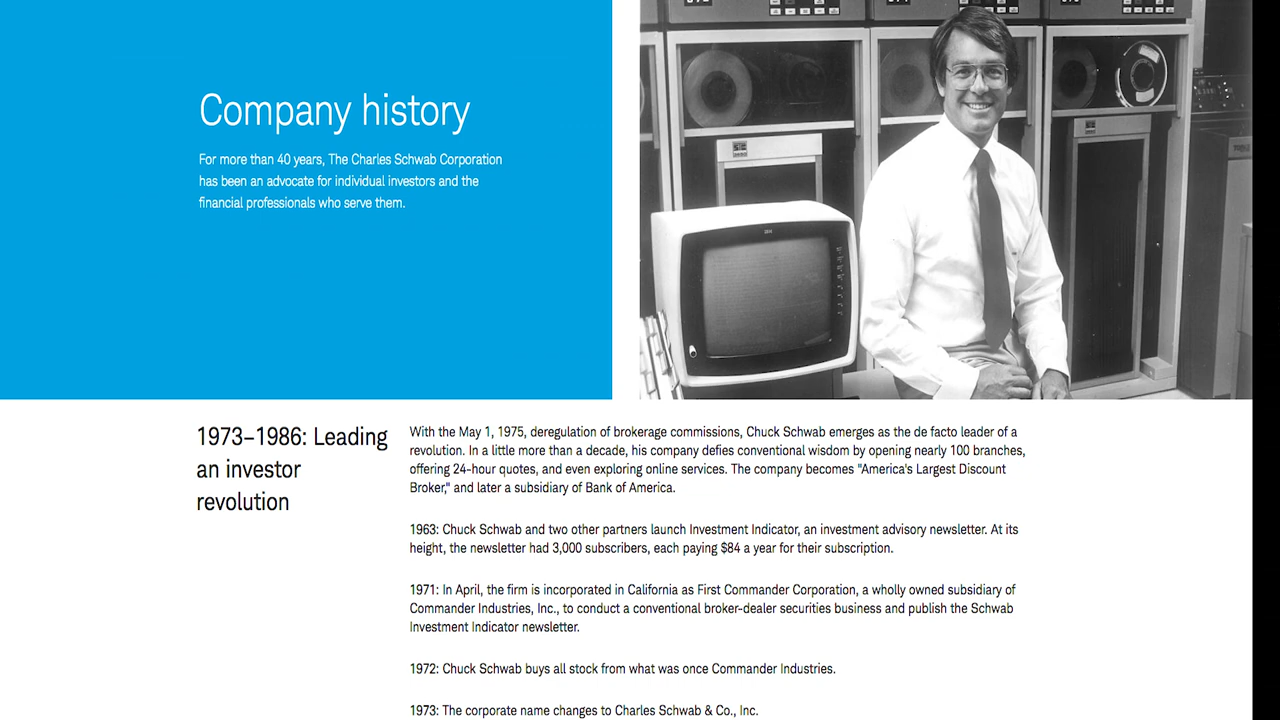 Company history
For more than 40 years, The Charles Schwab Corporation
has been an advocate for individual investors and the
financial professionals who serve them.
IBM
1973–1986: Leading
an investor
revolution
With the May 1, 1975, deregulation of brokerage commissions, Chuck Schwab emerges as the de facto leader of a
revolution. In a little more than a decade, his company defies conventional wisdom by opening nearly 100 branches,
offering 24-hour quotes, and even exploring online services. The company becomes "America's Largest Discount
Broker," and later a subsidiary of Bank of America.
1963: Chuck Schwab and two other partners launch Investment Indicator, an investment advisory newsletter. At its
height, the newsletter had 3,000 subscribers, each paying $84 a year for their subscription.
1971: In April, the firm is incorporated in California as First Commander Corporation, a wholly owned subsidiary of
Commander Industries, Inc., to conduct a conventional broker-dealer securities business and publish the Schwab
Investment Indicator newsletter.
1972: Chuck Schwab buys all stock from what was once Commander Industries.
1973: The corporate name changes to Charles Schwab & Co., Inc.